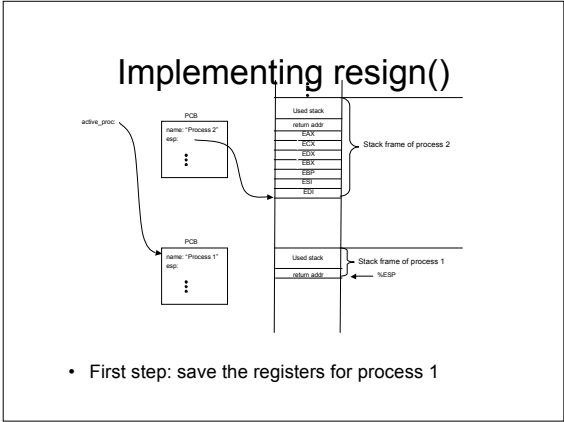 Implementing resign()
active_proc:
PCB
name: "Process 2"
esp:
Used stack
return addr
EAX
ECX
EDX
EBX
EBP
ESI
EDI
Stack frame of process 2
PCB
name: "Process 1"
esp:
Used stack
return addr
Stack frame of process 1
%ESP
• First step: save the registers for process 1